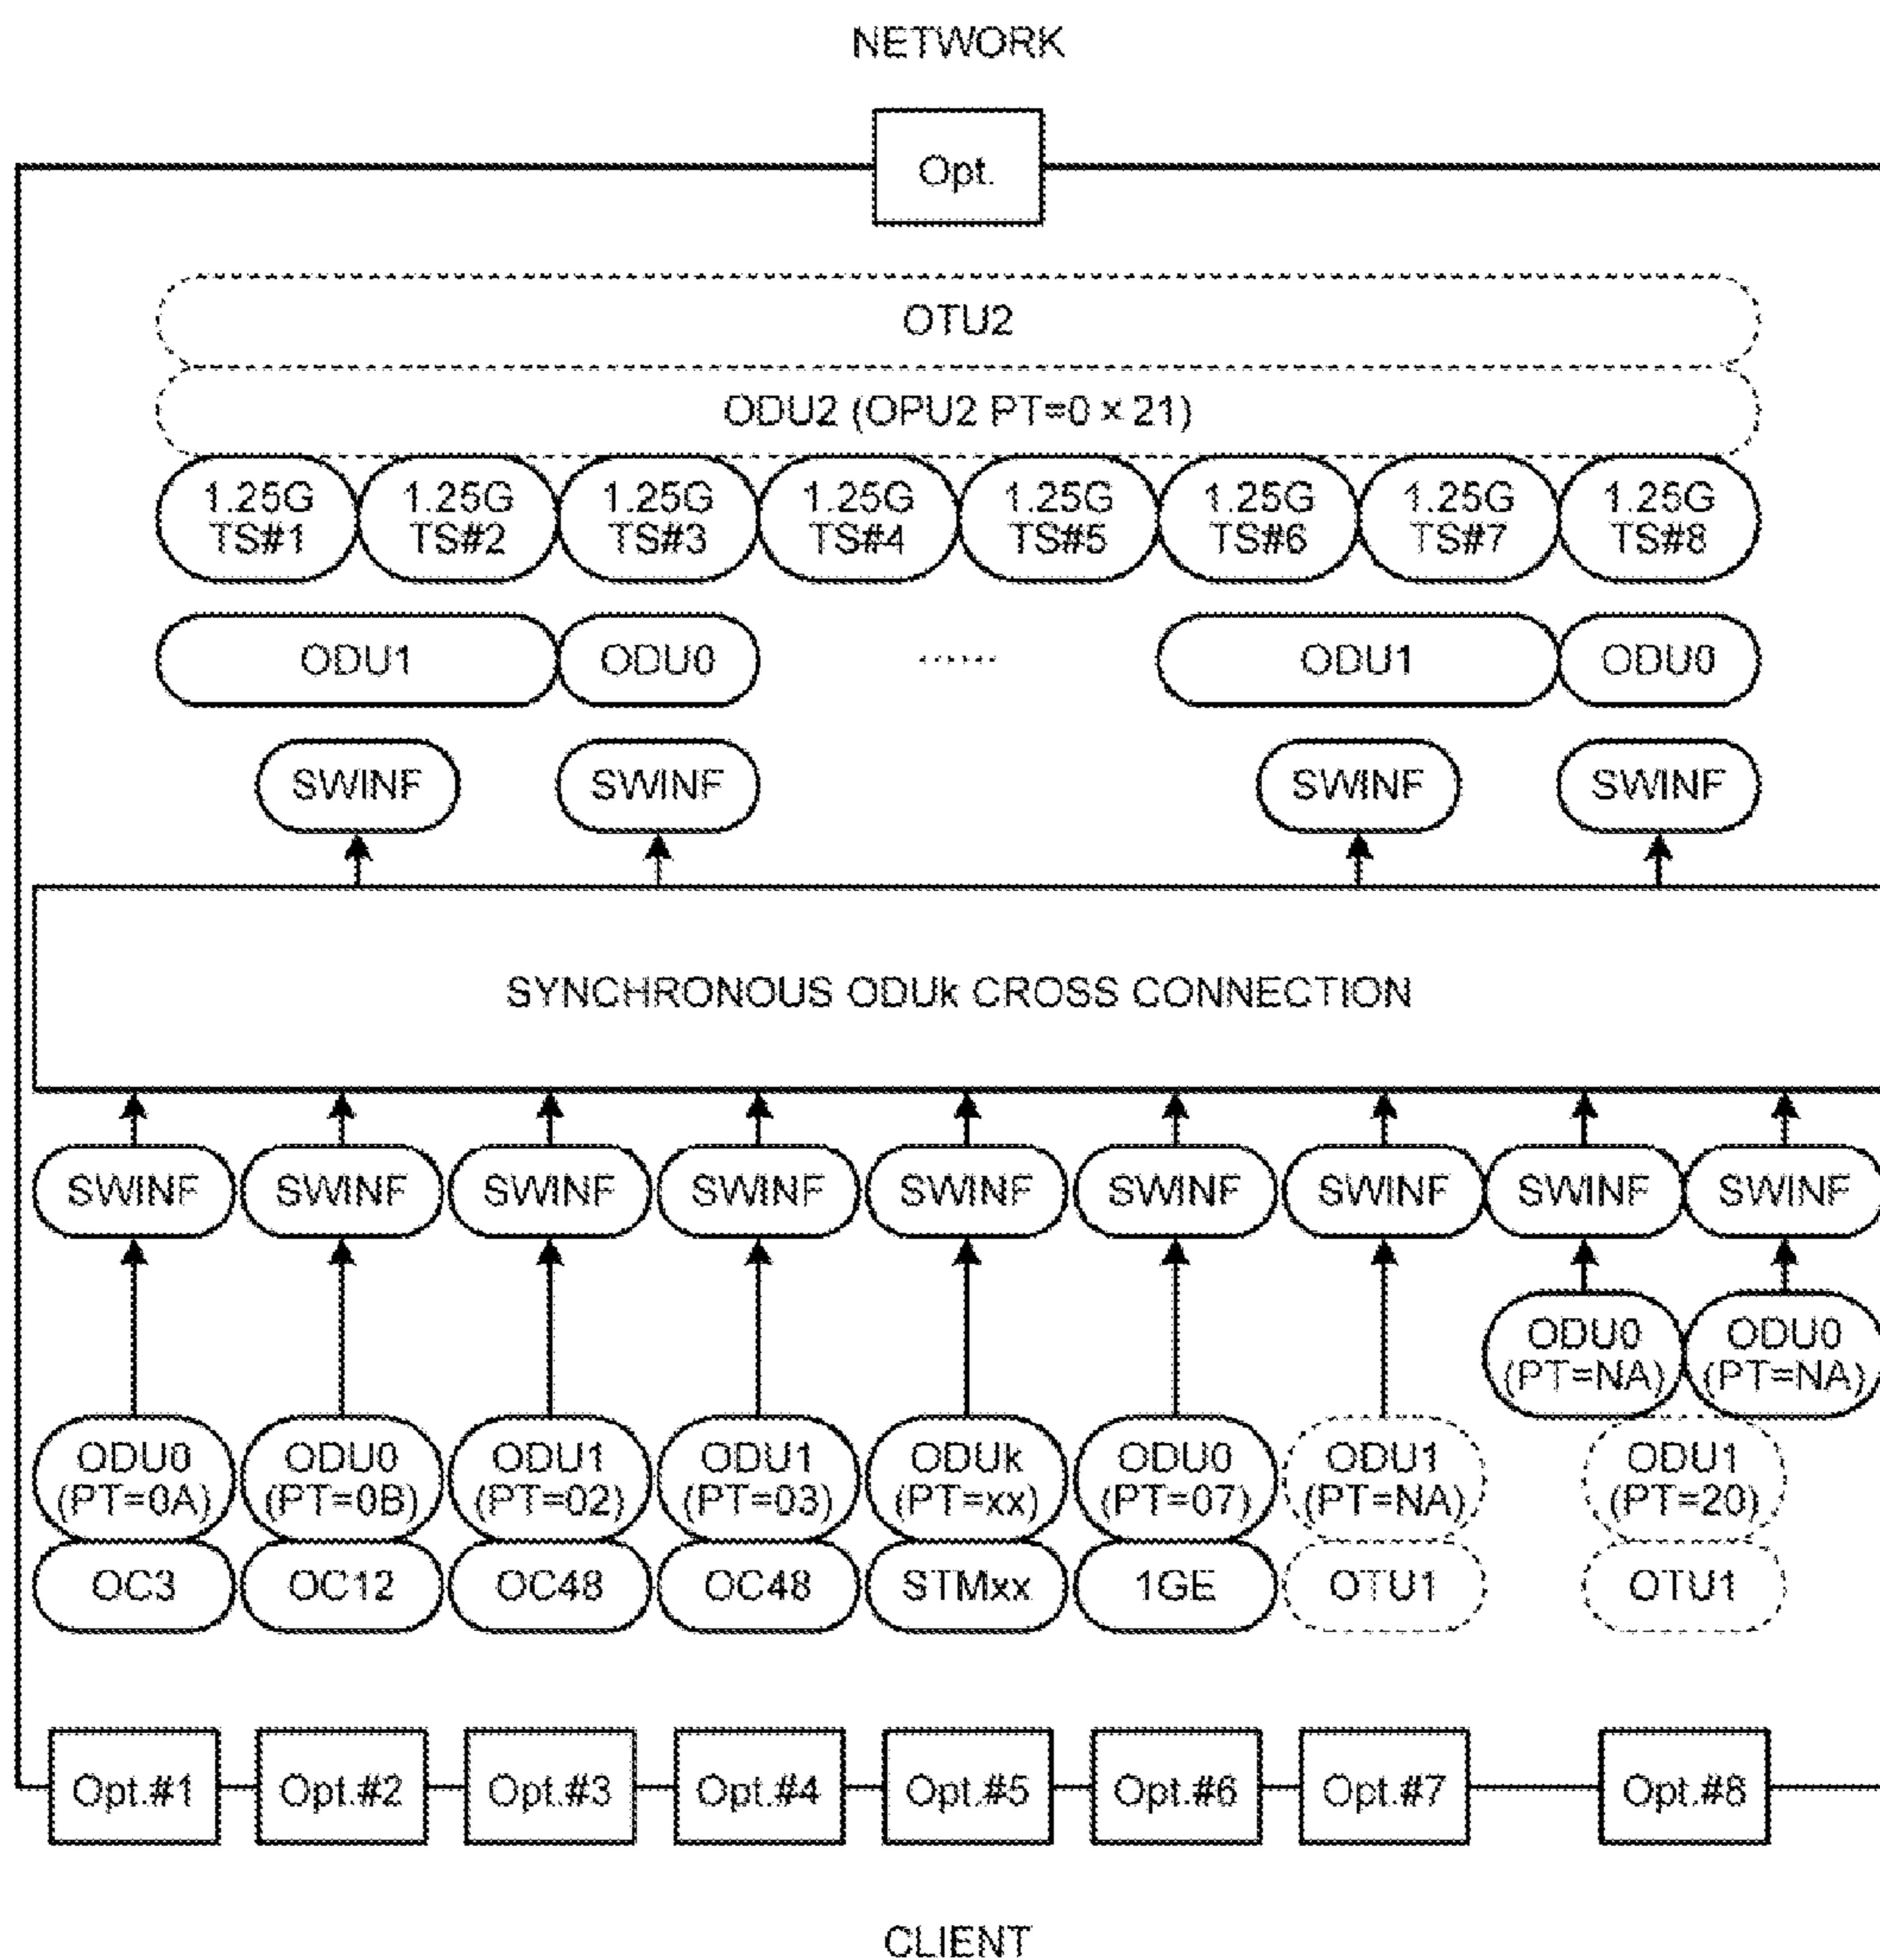 NETWORK
Opt.
OTU2
ODU2 (OPU2 PT=0 × 21)
1.25G TS#1
1.25G TS#2
1.25G TS#3
1.25G TS#4
1.25G TS#5
1.25G TS#6
1.25G TS#7
1.25G TS#8
ODU1
ODU0
......
ODU1
ODU0
SWINF
SWINF
SWINF
SWINF
SYNCHRONOUS ODUk CROSS CONNECTION
SWINF
SWINF
SWINF
SWINF
SWINF
SWINF
SWINF
SWINF
SWINF
ODU0 (PT=NA)
ODU0 (PT=NA)
ODU0 (PT=0A)
ODU0 (PT=0B)
ODU1 (PT=02)
ODU1 (PT=03)
ODUk (PT=xx)
ODU0 (PT=07)
ODU1 (PT=NA)
ODU1 (PT=20)
OC3
OC12
OC48
OC48
STMxx
1GE
OTU1
OTU1
Opt.#1
Opt.#2
Opt.#3
Opt.#4
Opt.#5
Opt.#6
Opt.#7
Opt.#8
CLIENT